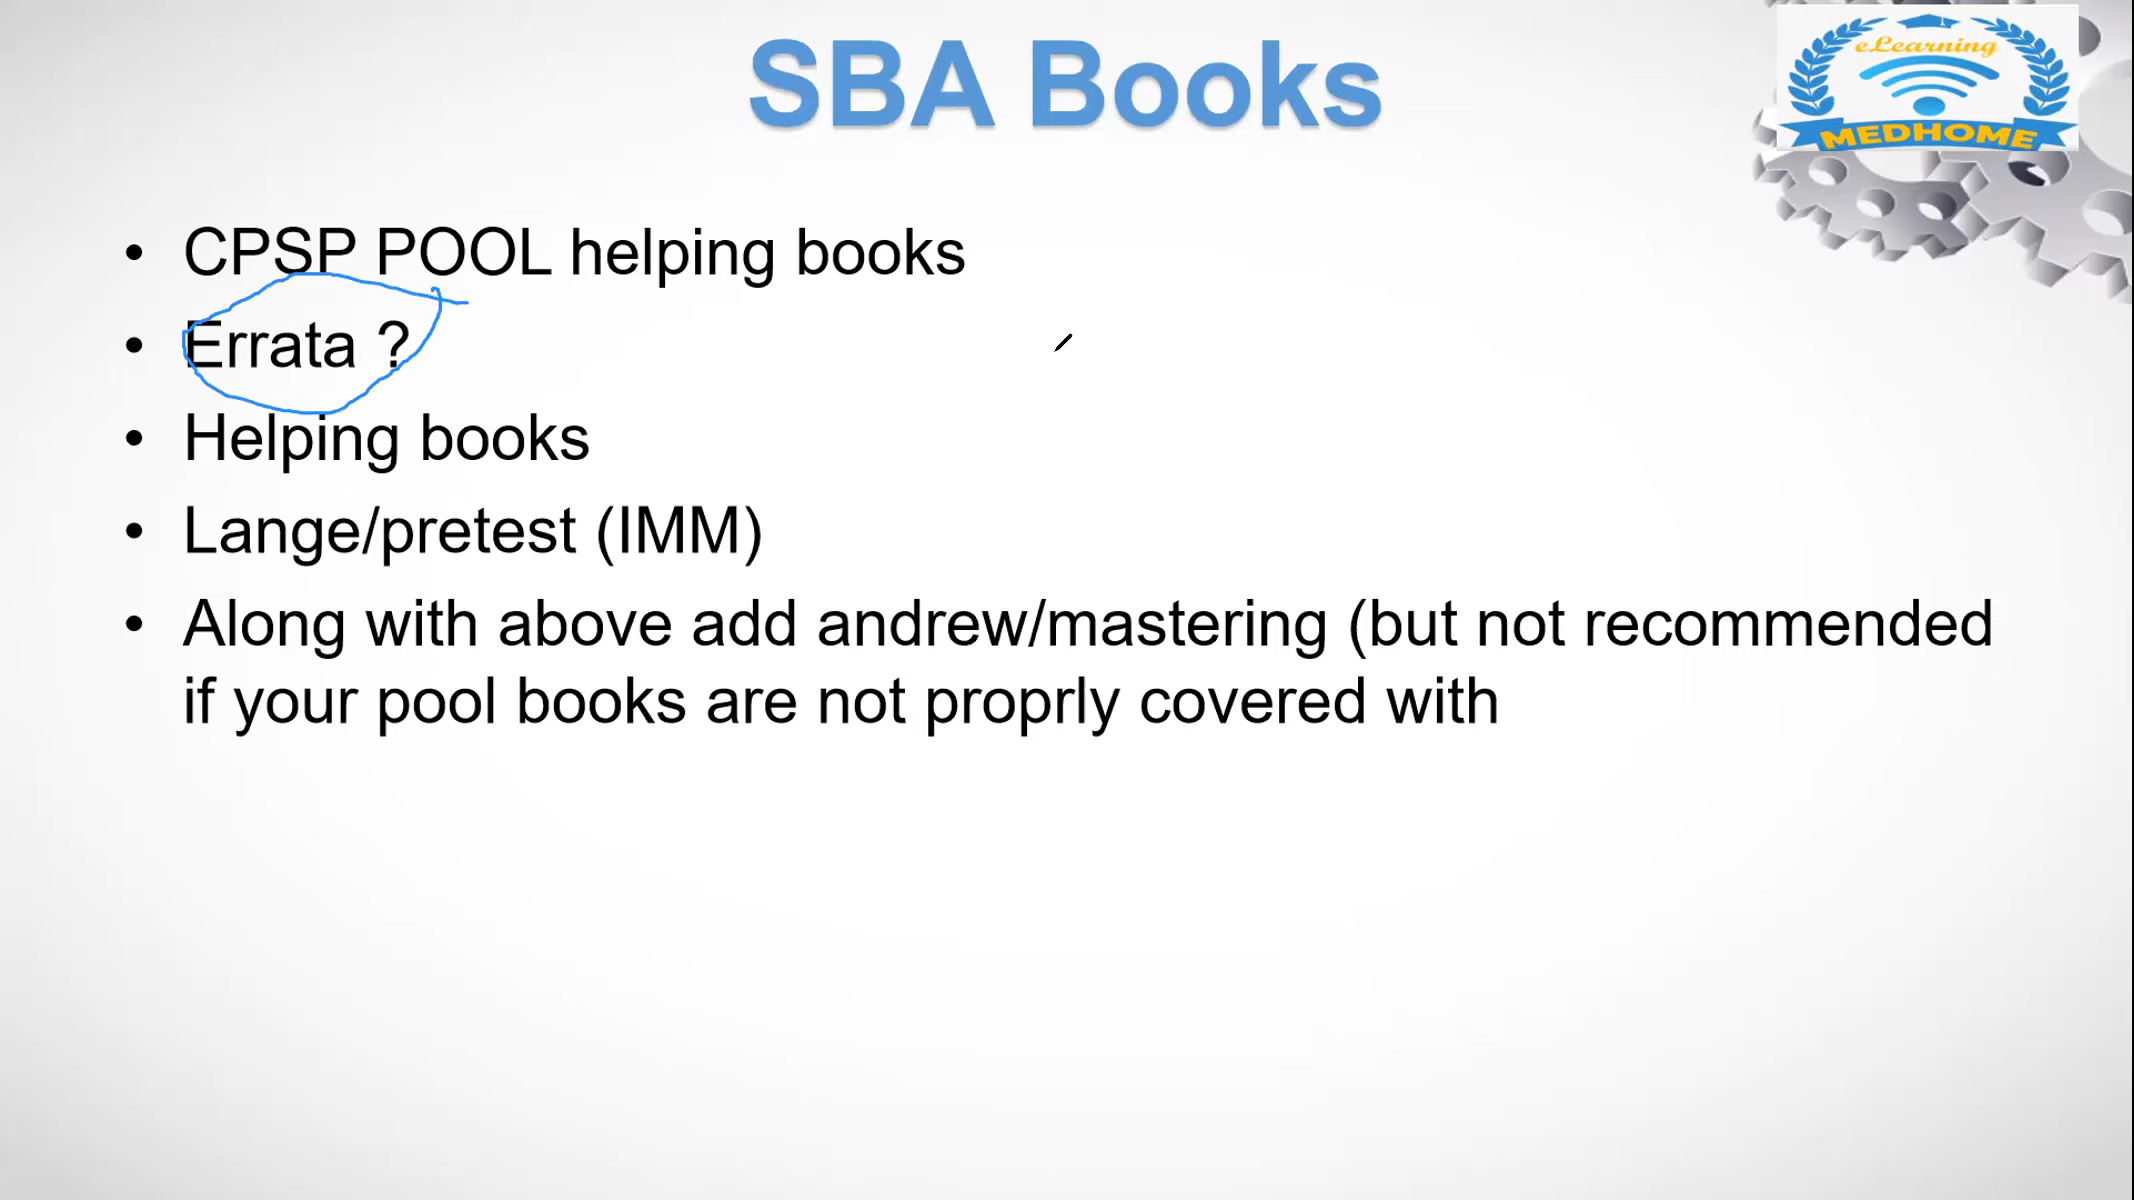 SBA Books
eLearning
MEDHOME
• CPSP POOL helping books
• Errata ?
• Helping books
• Lange/pretest (IMM)
• Along with above add andrew/mastering (but not recommended
if your pool books are not proprly covered with